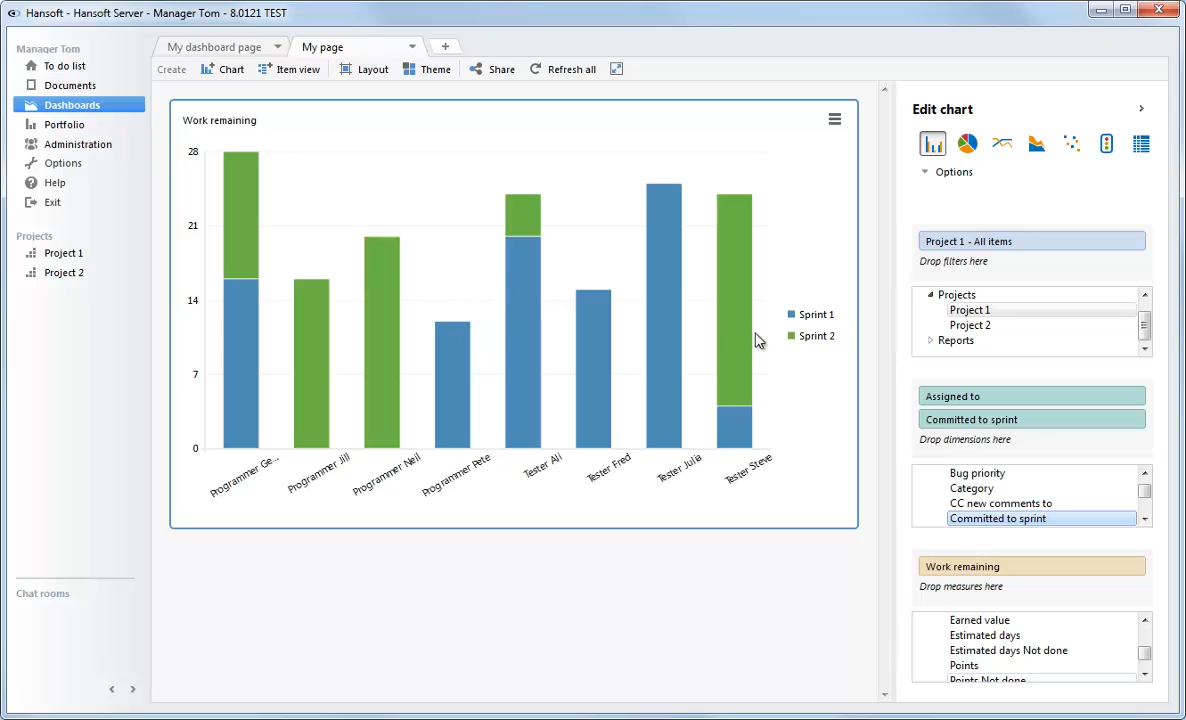 Hansoft - Hansoft Server - Manager Tom - 8.0121 TEST
Manager Tom
To do list
Documents
Dashboards
Portfolio
Administration
Options
Help
Exit
Projects
Project 1
Project 2
Chat rooms
My dashboard page
My page
+
Create
Chart
Item view
Layout
Theme
Share
Refresh all
Work remaining
28
21
14
7
0
Programmer Ge...
Programmer Jill
Programmer Neil
Programmer Pete
Tester Ali
Tester Fred
Tester Julia
Tester Steve
Sprint 1
Sprint 2
Edit chart
Options
Project 1 - All items
Drop filters here
Projects
Project 1
Project 2
Reports
Assigned to
Committed to sprint
Drop dimensions here
Bug priority
Category
CC new comments to
Committed to sprint
Work remaining
Drop measures here
Earned value
Estimated days
Estimated days Not done
Points
Points Not done